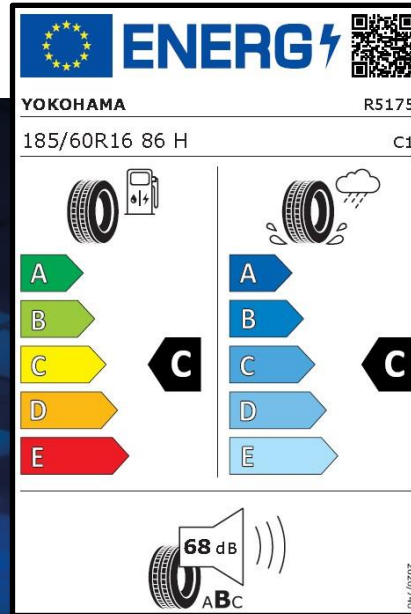 ENERG
YOKOHAMA R5175
185/60R16 86 H C1
A A
B B
C C C C
D D
E E
68 dB
ABC